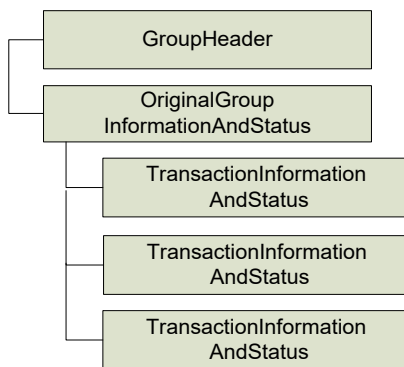 GroupHeader
OriginalGroup
InformationAndStatus
TransactionInformation
AndStatus
TransactionInformation
AndStatus
TransactionInformation
AndStatus